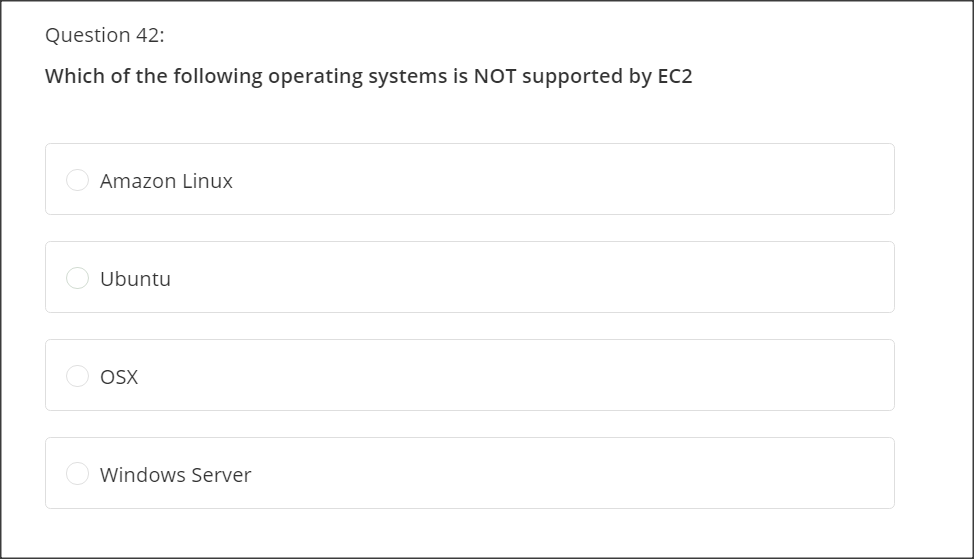 Question 42:
Which of the following operating systems is NOT supported by EC2
Amazon Linux
Ubuntu
OSX
Windows Server